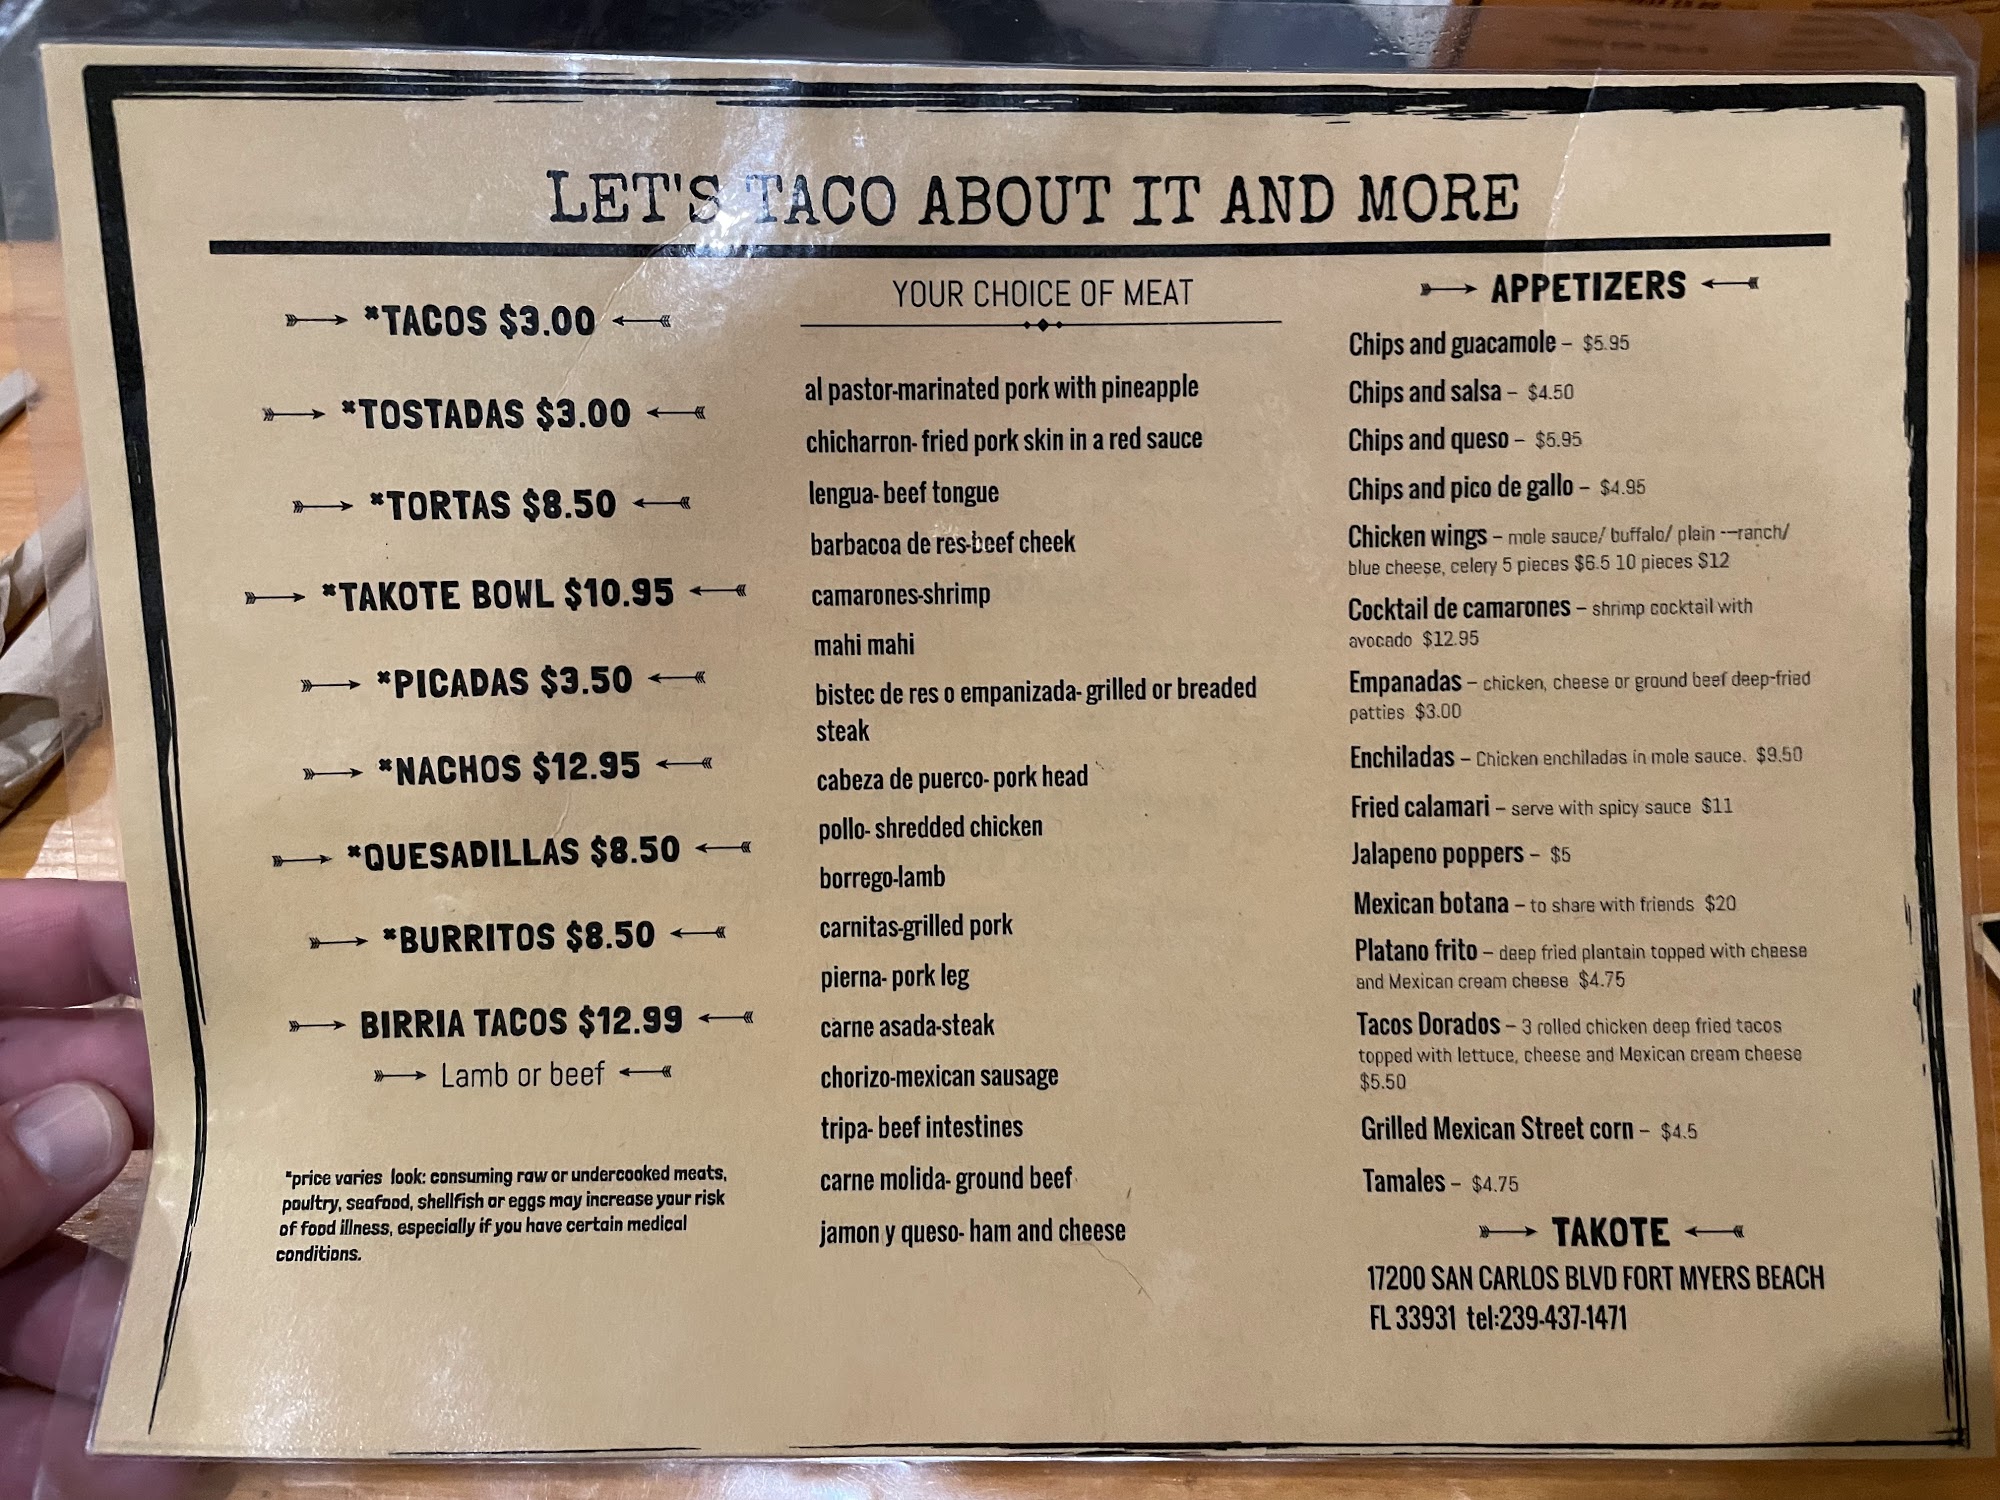 LET'S TACO ABOUT IT AND MORE
*TACOS $3.00
*TOSTADAS $3.00
*TORTAS $8.50
*TAKOTE BOWL $10.95
*PICADAS $3.50
*NACHOS $12.95
*QUESADILLAS $8.50
*BURRITOS $8.50
BIRRIA TACOS $12.99
Lamb or beef
*price varies look: consuming raw or undercooked meats,
poultry, seafood, shellfish or eggs may increase your risk
of food illness, especially if you have certain medical
conditions.
YOUR CHOICE OF MEAT
al pastor-marinated pork with pineapple
chicharron- fried pork skin in a red sauce
lengua- beef tongue
barbacoa de res-beef cheek
camarones-shrimp
mahi mahi
bistec de res o empanizada- grilled or breaded
steak
cabeza de puerco- pork head
pollo- shredded chicken
borrego-lamb
carnitas-grilled pork
pierna- pork leg
carne asada-steak
chorizo-mexican sausage
tripa- beef intestines
carne molida- ground beef
jamon y queso- ham and cheese
APPETIZERS
Chips and guacamole – $5.95
Chips and salsa – $4.50
Chips and queso – $5.95
Chips and pico de gallo – $4.95
Chicken wings – mole sauce/ buffalo/ plain --–ranch/
blue cheese, celery 5 pieces $6.5 10 pieces $12
Cocktail de camarones – shrimp cocktail with
avocado $12.95
Empanadas – chicken, cheese or ground beef deep-fried
patties $3.00
Enchiladas – Chicken enchiladas in mole sauce. $9.50
Fried calamari – serve with spicy sauce $11
Jalapeno poppers – $5
Mexican botana – to share with friends $20
Platano frito – deep fried plantain topped with cheese
and Mexican cream cheese $4.75
Tacos Dorados – 3 rolled chicken deep fried tacos
topped with lettuce, cheese and Mexican cream cheese
$5.50
Grilled Mexican Street corn – $4.5
Tamales – $4.75
TAKOTE
17200 SAN CARLOS BLVD FORT MYERS BEACH
FL 33931 tel:239-437-1471